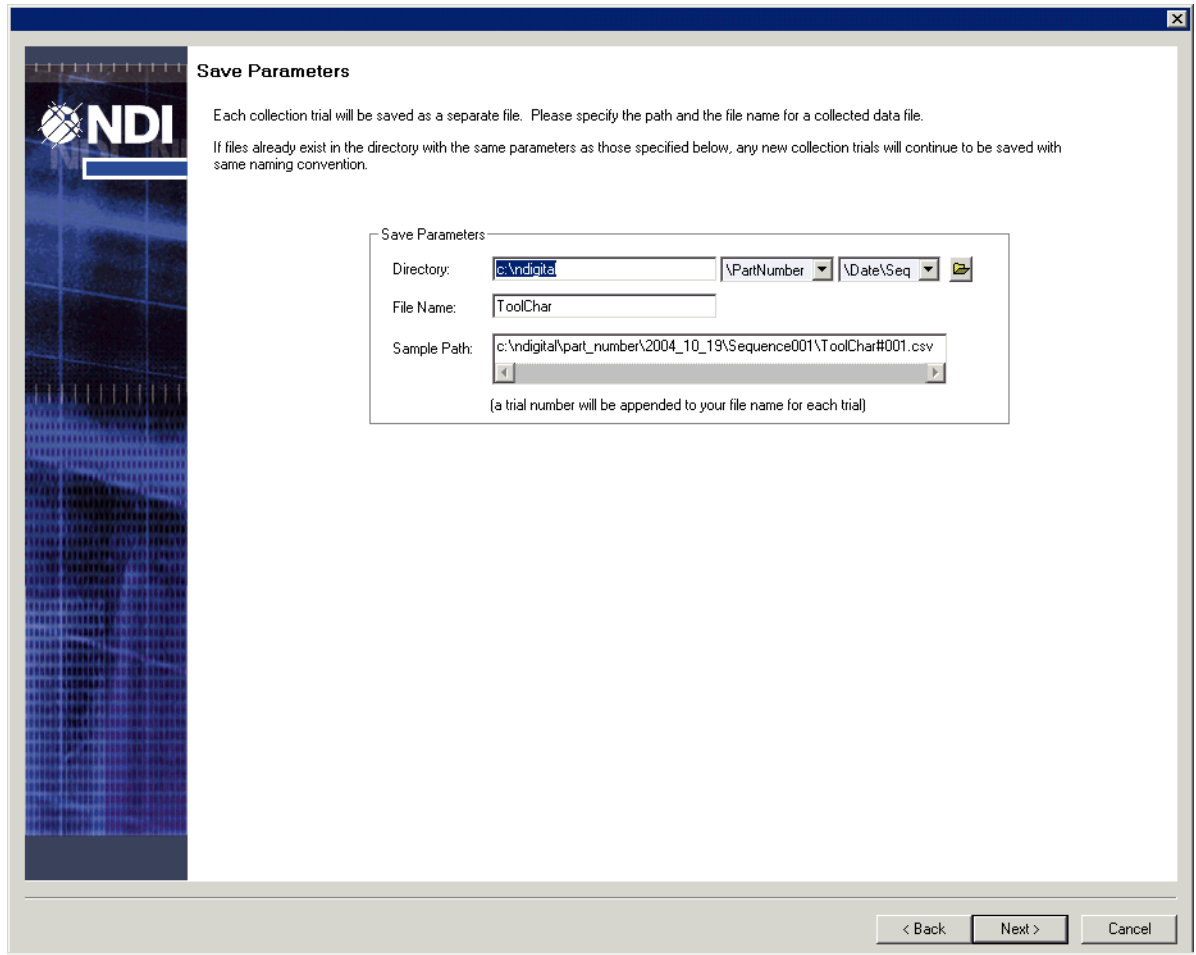 Save Parameters
NDI
Each collection trial will be saved as a separate file. Please specify the path and the file name for a collected data file.
If files already exist in the directory with the same parameters as those specified below, any new collection trials will continue to be saved with
same naming convention.
Save Parameters
Directory: c:\ndigital \PartNumber \Date\Seq
File Name: ToolChar
Sample Path: c:\ndigital\part_number\2004_10_19\Sequence001\ToolChar#001.csv
(a trial number will be appended to your file name for each trial)
< Back Next > Cancel